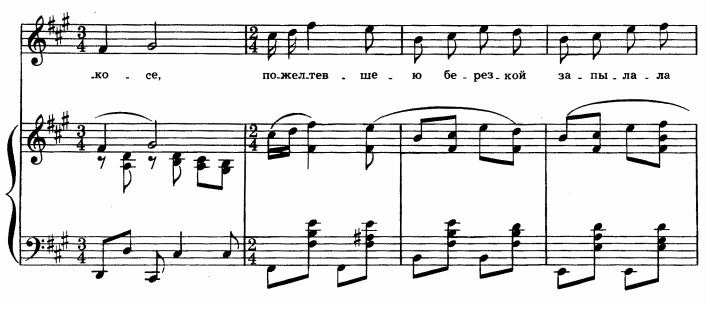 -ко - се, по-жел-тев - ше - ю бе-рез-кой за-пы-ла-ла